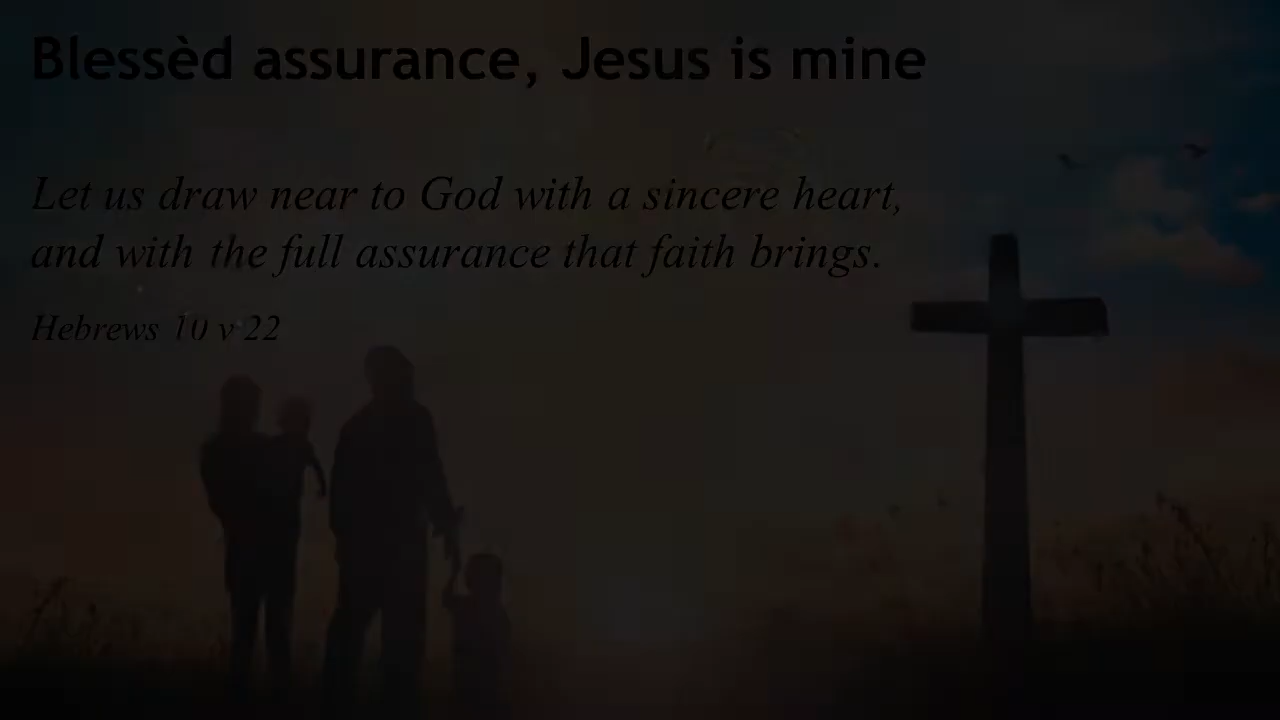 Blessèd assurance, Jesus is mine
Let us draw near to God with a sincere heart,
and with the full assurance that faith brings.
Hebrews 10 v 22